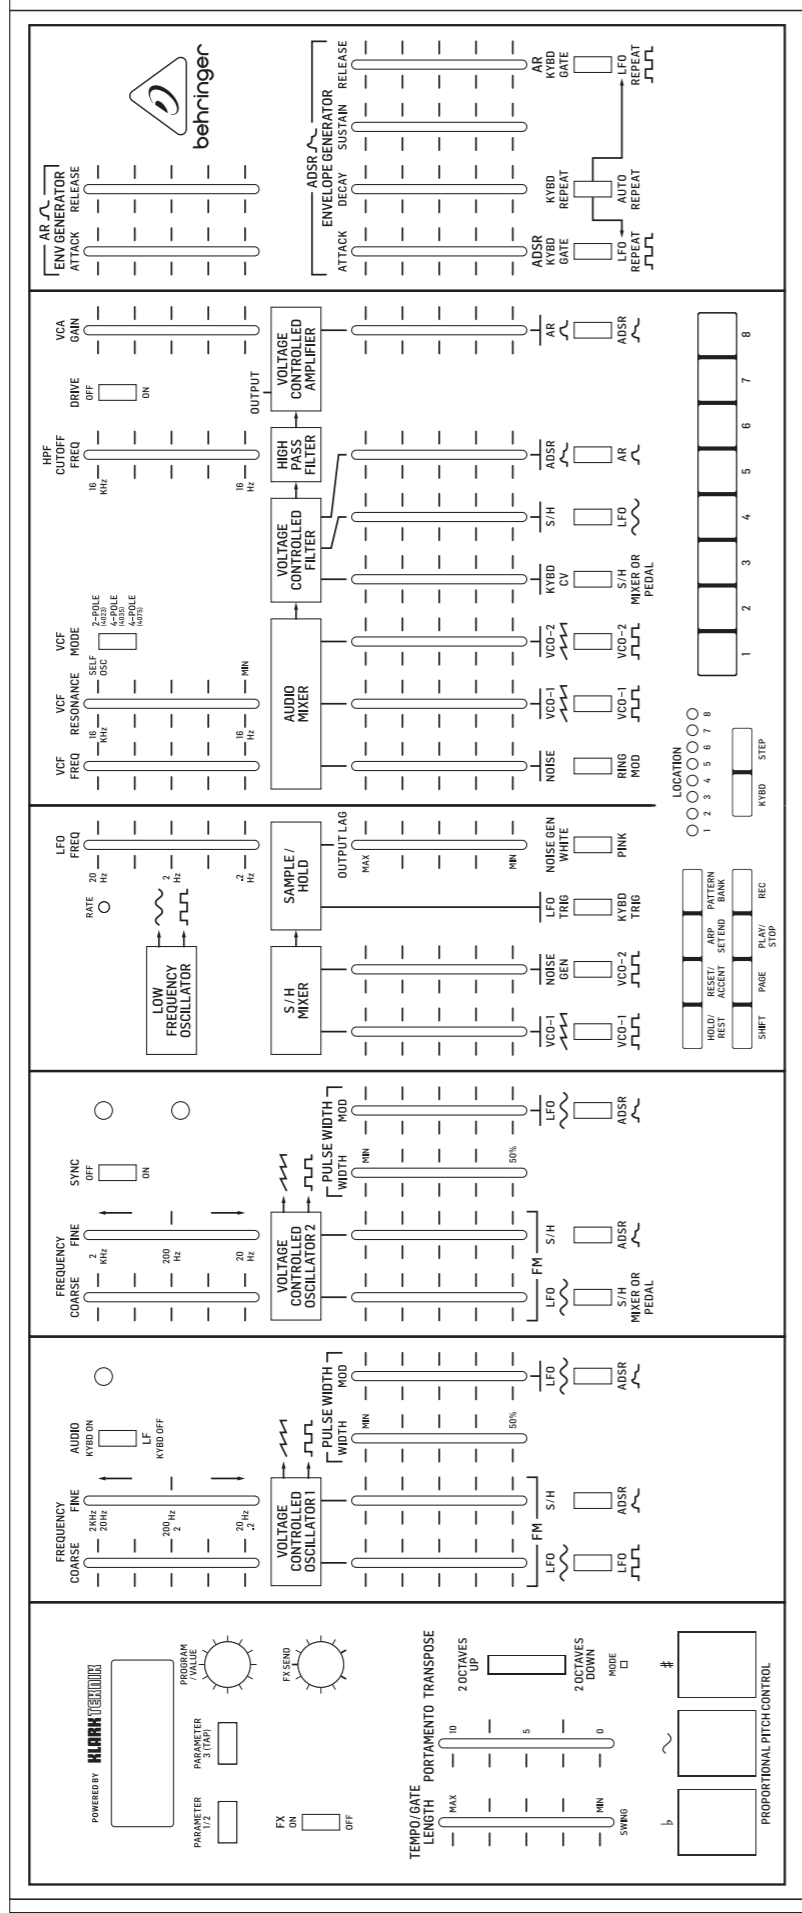 POWERED BY KLARK TEKNIK
PARAMETER
1/2
PARAMETER
3 (TAP)
PROGRAM
/VALUE
FX
ON
OFF
FX SEND
TEMPO/GATE
LENGTH
MAX
MIN
SWING
PORTAMENTO
10
5
0
TRANSPOSE
2 OCTAVES
UP
2 OCTAVES
DOWN
MODE
♭
#
PROPORTIONAL PITCH CONTROL
FREQUENCY
COARSE
FINE
2KHz
20Hz
200 Hz
2
20 Hz
.2
AUDIO
KYBD ON
LF
KYBD OFF
VOLTAGE
CONTROLLED
OSCILLATOR 1
PULSE WIDTH
WIDTH
MOD
MIN
50%
FM
LFO
S/H
LFO
LFO
ADSR
ADSR
FREQUENCY
COARSE
FINE
2
KHz
200
Hz
20
Hz
SYNC
OFF
ON
VOLTAGE
CONTROLLED
OSCILLATOR 2
PULSE WIDTH
WIDTH
MOD
MIN
50%
FM
LFO
S/H
LFO
S/H
MIXER OR
PEDAL
ADSR
ADSR
LOW
FREQUENCY
OSCILLATOR
RATE
LFO
FREQ
20
Hz
2
Hz
.2
Hz
S/H
MIXER
SAMPLE/
HOLD
OUTPUT LAG
MAX
MIN
VCO-1
NOISE
GEN
LFO
TRIG
NOISE GEN
WHITE
VCO-1
VCO-2
KYBD
TRIG
PINK
HOLD/
REST
RESET/
ACCENT
ARP
SET END
PATTERN
BANK
SHIFT
PAGE
PLAY/
STOP
REC
VCF
FREQ
16
KHz
16
Hz
VCF
RESONANCE
SELF
OSC
MIN
VCF
MODE
2-POLE
(4023)
4-POLE
(4035)
4-POLE
(4075)
HPF
CUTOFF
FREQ
16
KHz
16
Hz
DRIVE
OFF
ON
VCA
GAIN
AUDIO
MIXER
VOLTAGE
CONTROLLED
FILTER
HIGH
PASS
FILTER
OUTPUT
VOLTAGE
CONTROLLED
AMPLIFIER
NOISE
VCO-1
VCO-2
KYBD
CV
S/H
ADSR
AR
RING
MOD
VCO-1
VCO-2
S/H
MIXER OR
PEDAL
LFO
AR
ADSR
LOCATION
1 2 3 4 5 6 7 8
KYBD
STEP
1 2 3 4 5 6 7 8
AR
ENV GENERATOR
ATTACK
RELEASE
behringer
ADSR
ENVELOPE GENERATOR
ATTACK
DECAY
SUSTAIN
RELEASE
ADSR
KYBD
GATE
KYBD
REPEAT
AR
KYBD
GATE
LFO
REPEAT
AUTO
REPEAT
LFO
REPEAT